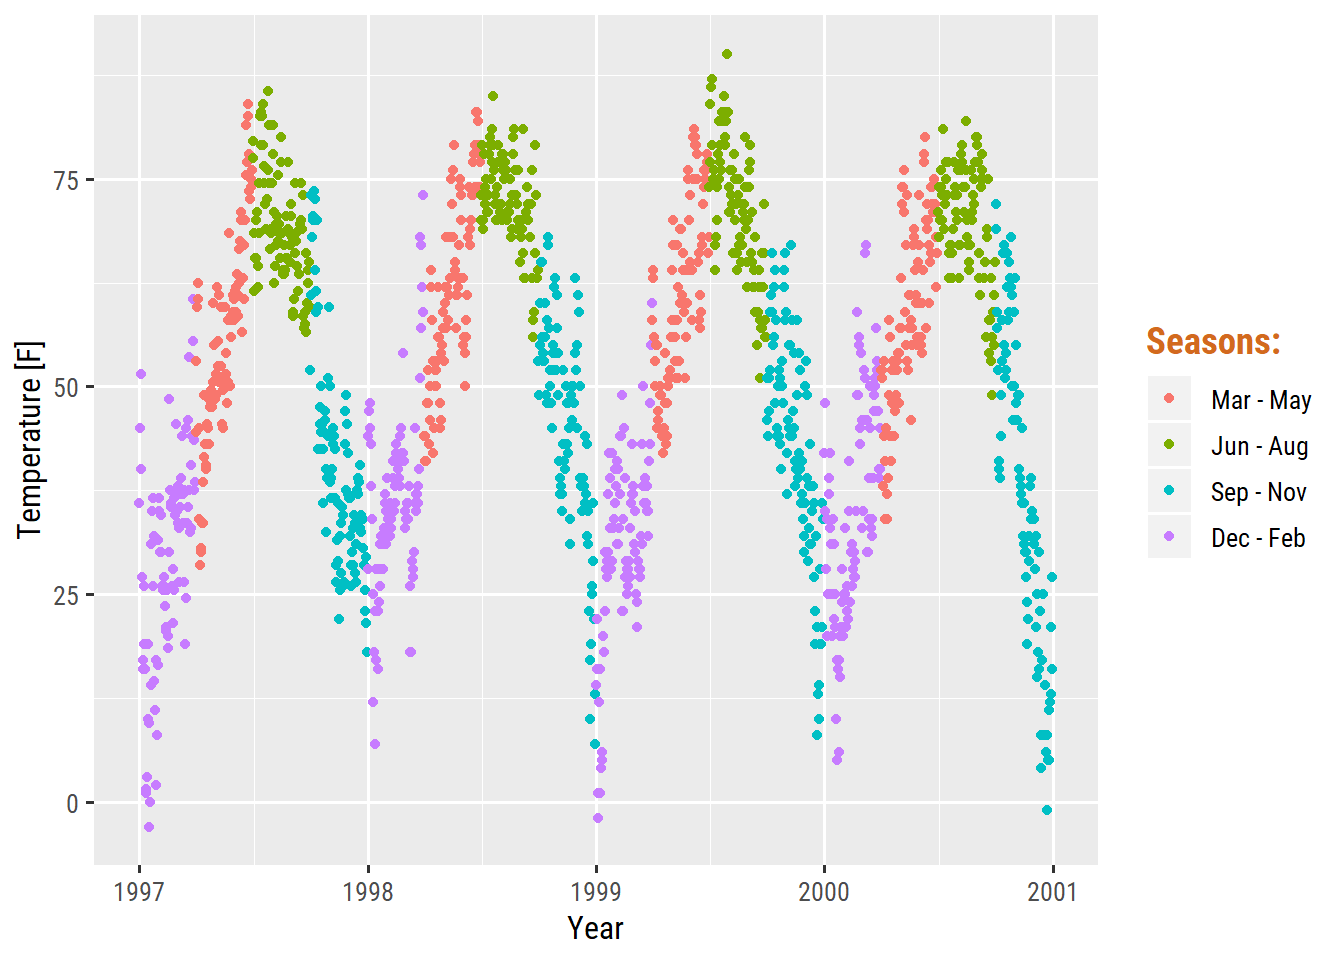 Temperature [F]
75
50
25
0
1997 1998 1999 2000 2001
Year
Seasons:
Mar - May
Jun - Aug
Sep - Nov
Dec - Feb